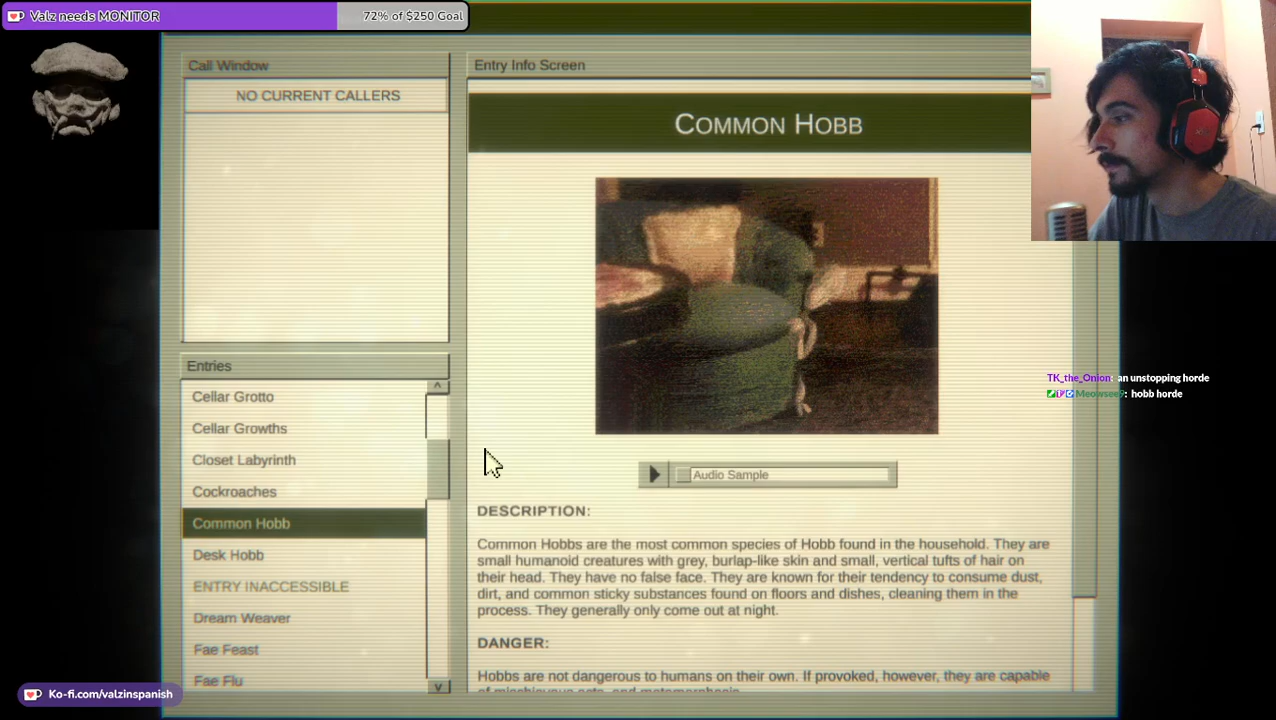 Valz needs MONITOR
72% of $250 Goal
Call Window
NO CURRENT CALLERS
Entry Info Screen
COMMON HOBB
Audio Sample
Entries
Cellar Grotto
Cellar Growths
Closet Labyrinth
Cockroaches
Common Hobb
Desk Hobb
ENTRY INACCESSIBLE
Dream Weaver
Fae Feast
Fae Flu
DESCRIPTION:
Common Hobbs are the most common species of Hobb found in the household. They are
small humanoid creatures with grey, burlap-like skin and small, vertical tufts of hair on
their head. They have no false face. They are known for their tendency to consume dust,
dirt, and common sticky substances found on floors and dishes, cleaning them in the
process. They generally only come out at night.
DANGER:
Hobbs are not dangerous to humans on their own. If provoked, however, they are capable
of mischievous acts, and metamorphosis.
TK_the_Onion: an unstopping horde
Meowsee9: hobb horde
Ko-fi.com/valzinspanish